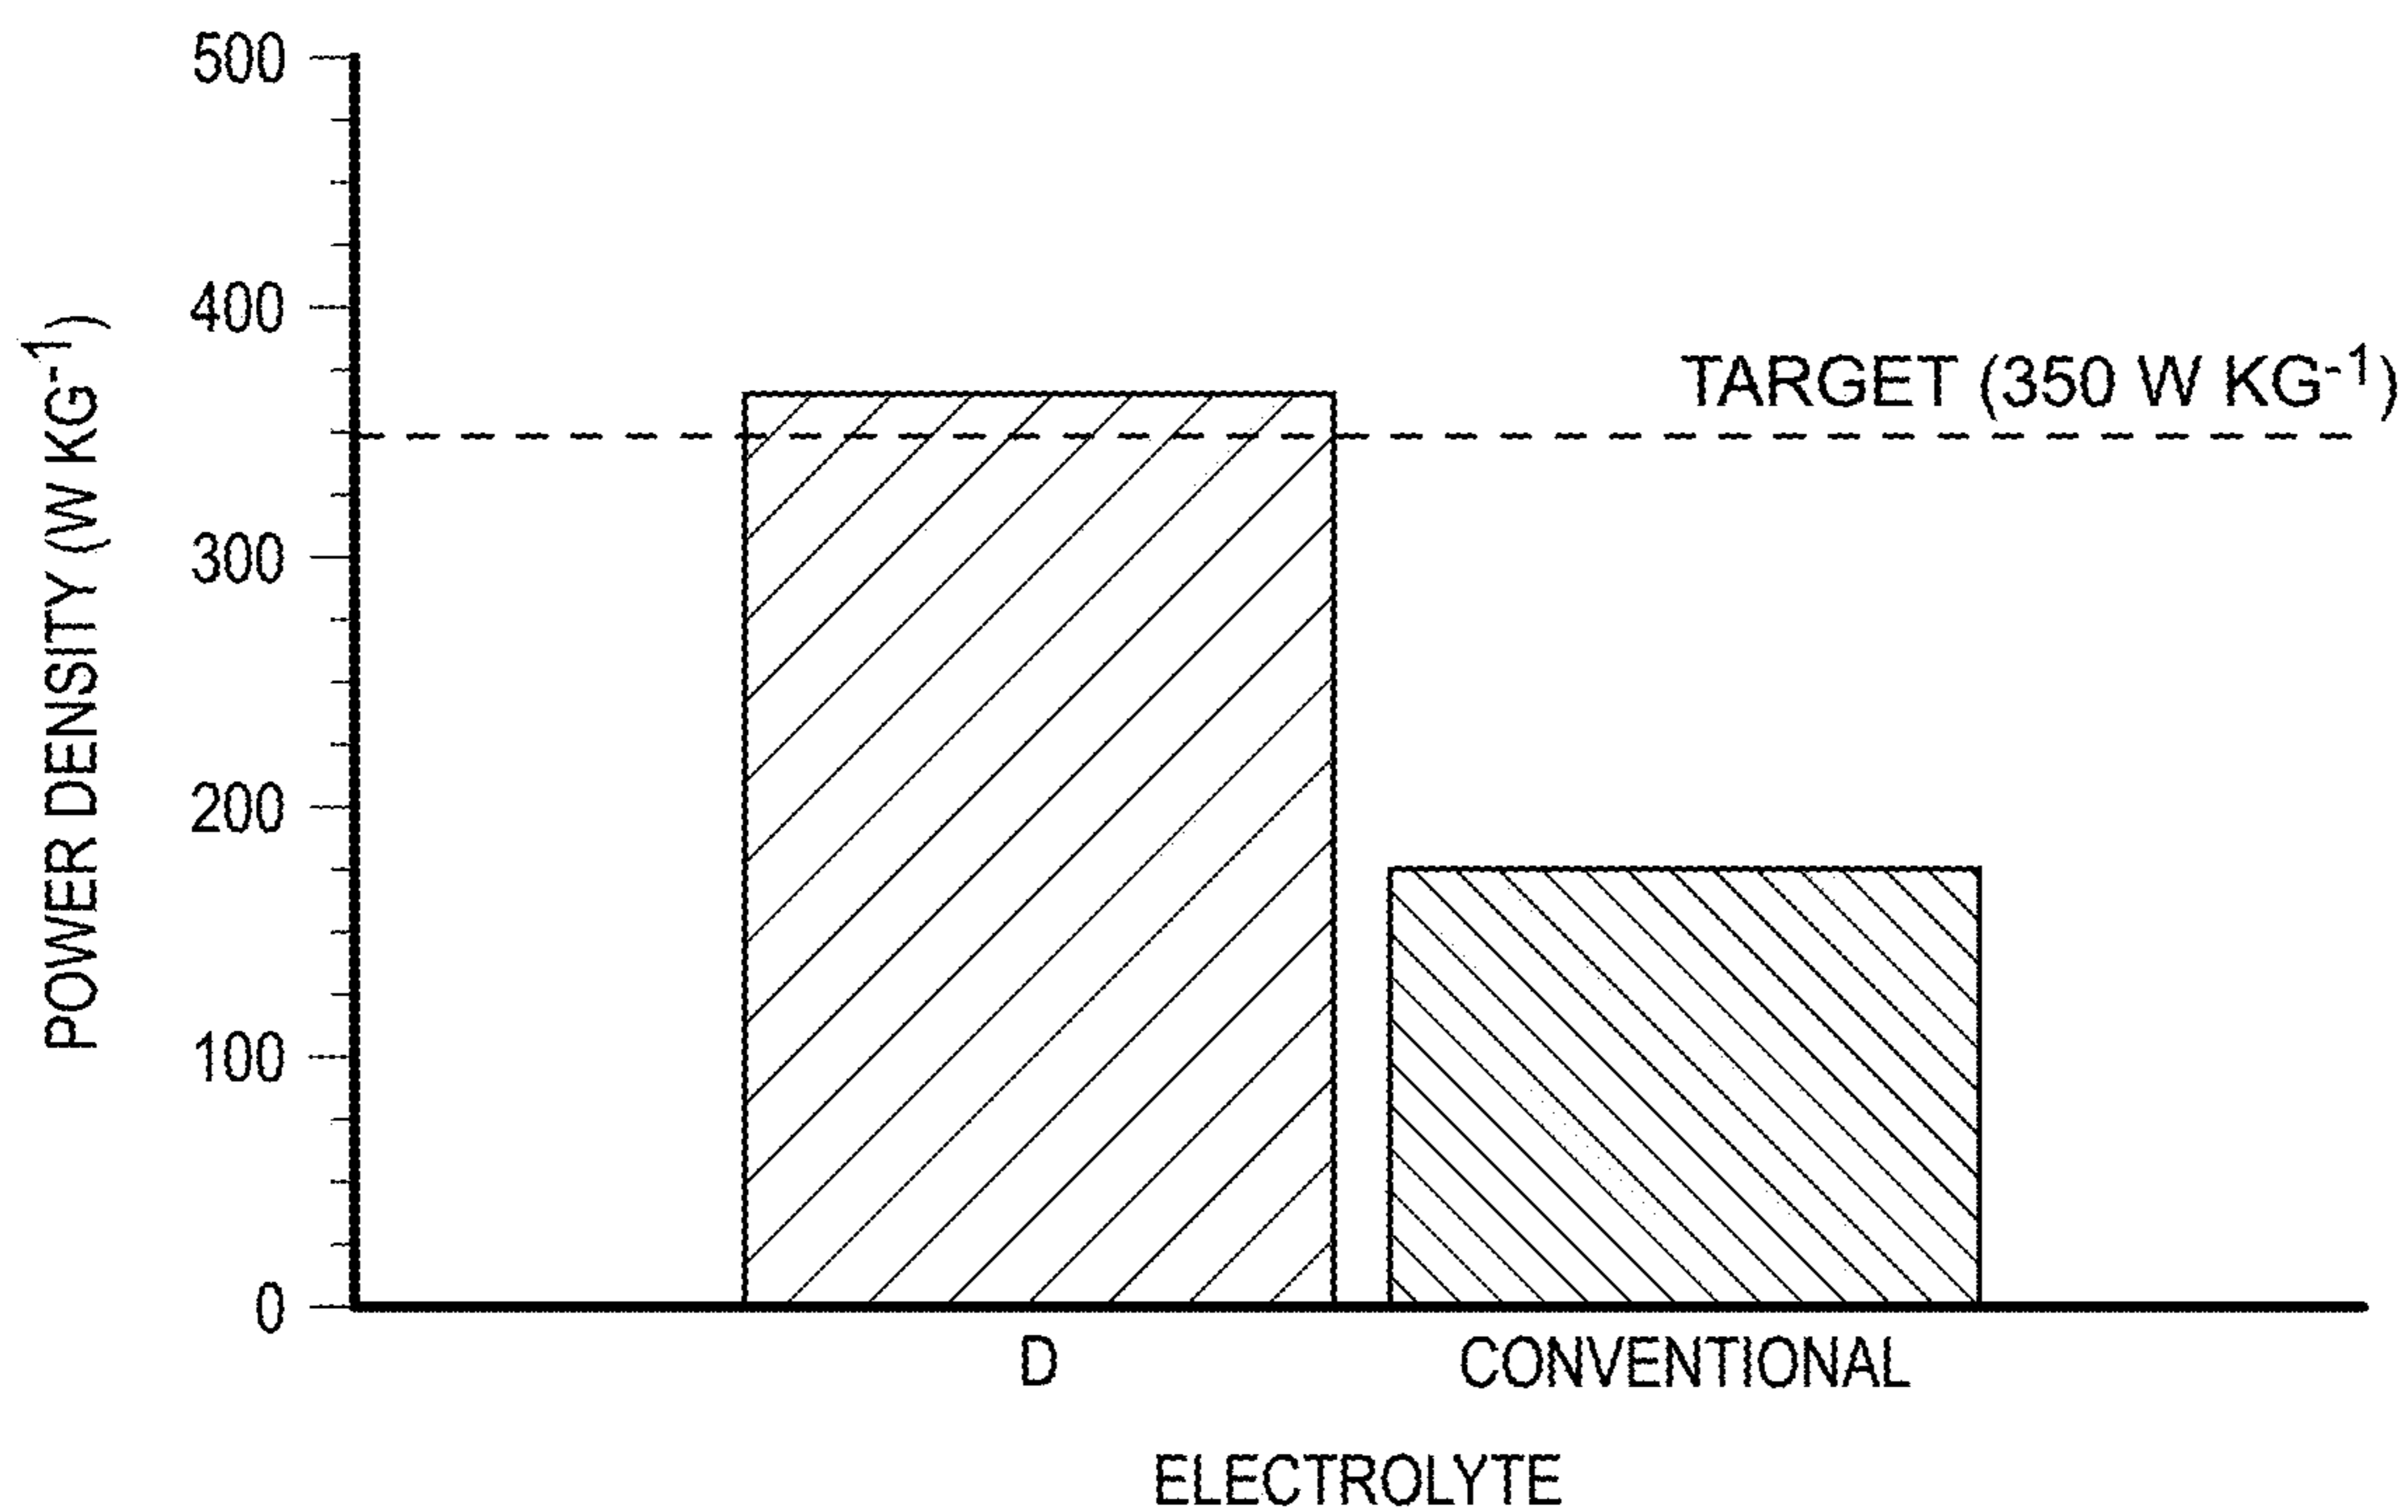 POWER DENSITY (W KG-1)
500
400
300
200
100
0
TARGET (350 W KG-1)
D
CONVENTIONAL
ELECTROLYTE